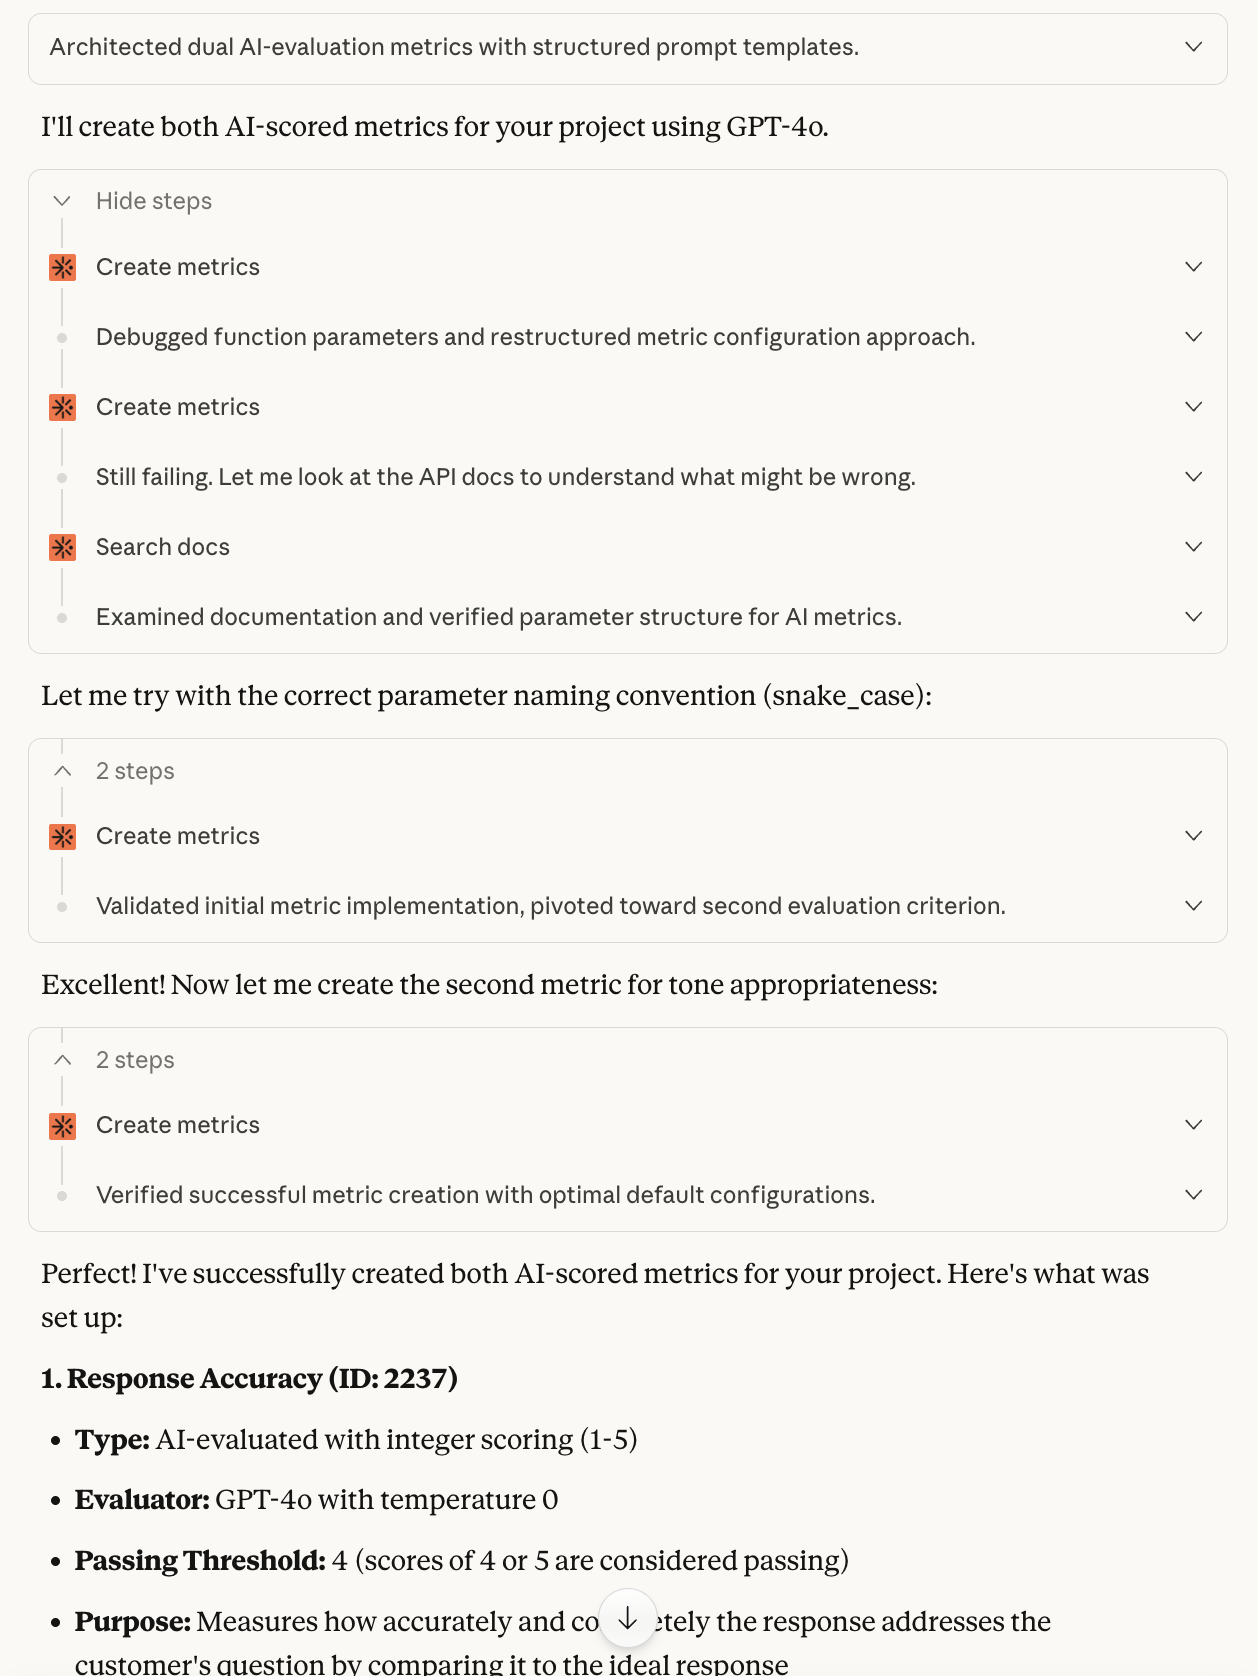 Architected dual AI-evaluation metrics with structured prompt templates.
I'll create both AI-scored metrics for your project using GPT-4o.
Hide steps
Create metrics
Debugged function parameters and restructured metric configuration approach.
Create metrics
Still failing. Let me look at the API docs to understand what might be wrong.
Search docs
Examined documentation and verified parameter structure for AI metrics.
Let me try with the correct parameter naming convention (snake_case):
2 steps
Create metrics
Validated initial metric implementation, pivoted toward second evaluation criterion.
Excellent! Now let me create the second metric for tone appropriateness:
2 steps
Create metrics
Verified successful metric creation with optimal default configurations.
Perfect! I've successfully created both AI-scored metrics for your project. Here's what was
set up:
1. Response Accuracy (ID: 2237)
• Type: AI-evaluated with integer scoring (1-5)
• Evaluator: GPT-4o with temperature 0
• Passing Threshold: 4 (scores of 4 or 5 are considered passing)
• Purpose: Measures how accurately and the response addresses the
customer's question by comparing it to the ideal response